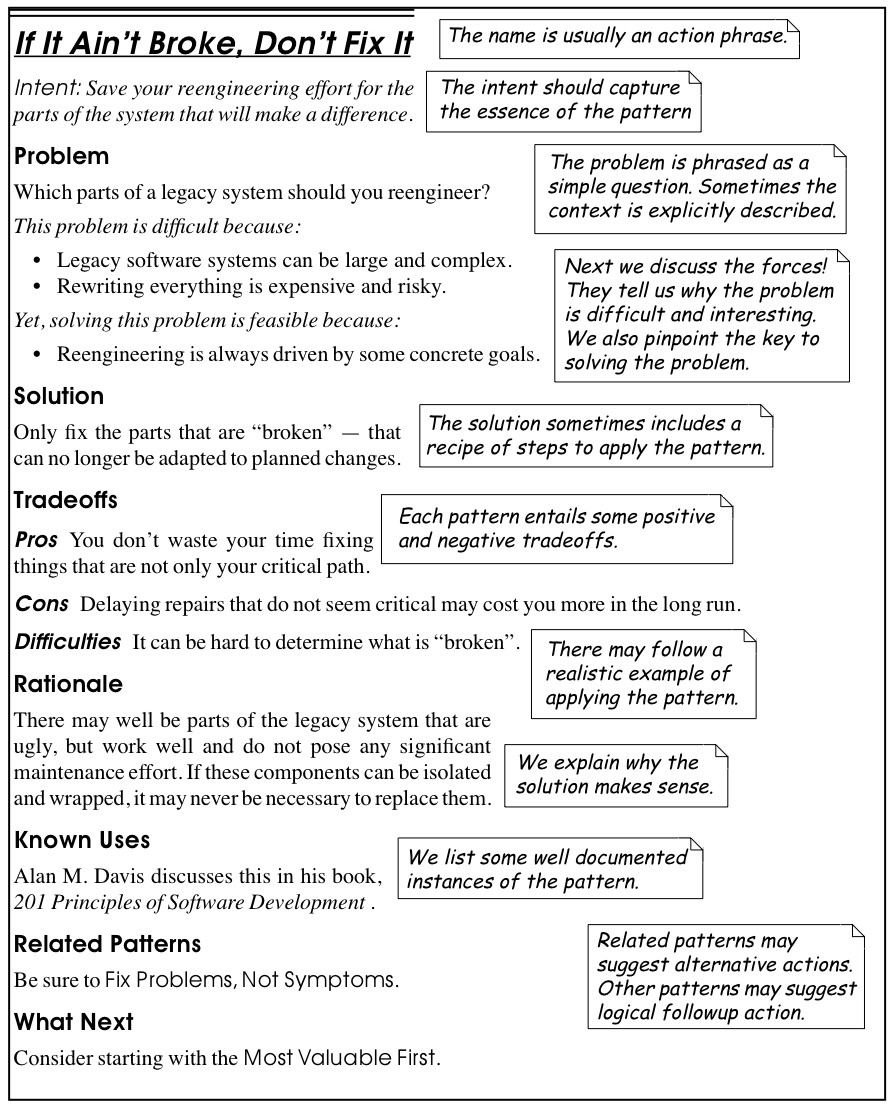 If It Ain’t Broke, Don’t Fix It
The name is usually an action phrase.
Intent: Save your reengineering effort for the
parts of the system that will make a difference.
The intent should capture
the essence of the pattern
Problem
Which parts of a legacy system should you reengineer?
This problem is difficult because:
The problem is phrased as a
simple question. Sometimes the
context is explicitly described.
• Legacy software systems can be large and complex.
• Rewriting everything is expensive and risky.
Yet, solving this problem is feasible because:
• Reengineering is always driven by some concrete goals.
Next we discuss the forces!
They tell us why the problem
is difficult and interesting.
We also pinpoint the key to
solving the problem.
Solution
Only fix the parts that are “broken” — that
can no longer be adapted to planned changes.
The solution sometimes includes a
recipe of steps to apply the pattern.
Tradeoffs
Pros You don’t waste your time fixing
things that are not only your critical path.
Each pattern entails some positive
and negative tradeoffs.
Cons Delaying repairs that do not seem critical may cost you more in the long run.
Difficulties It can be hard to determine what is “broken”.
There may follow a
realistic example of
applying the pattern.
Rationale
There may well be parts of the legacy system that are
ugly, but work well and do not pose any significant
maintenance effort. If these components can be isolated
and wrapped, it may never be necessary to replace them.
We explain why the
solution makes sense.
Known Uses
Alan M. Davis discusses this in his book,
201 Principles of Software Development .
We list some well documented
instances of the pattern.
Related Patterns
Be sure to Fix Problems, Not Symptoms.
Related patterns may
suggest alternative actions.
Other patterns may suggest
logical followup action.
What Next
Consider starting with the Most Valuable First.